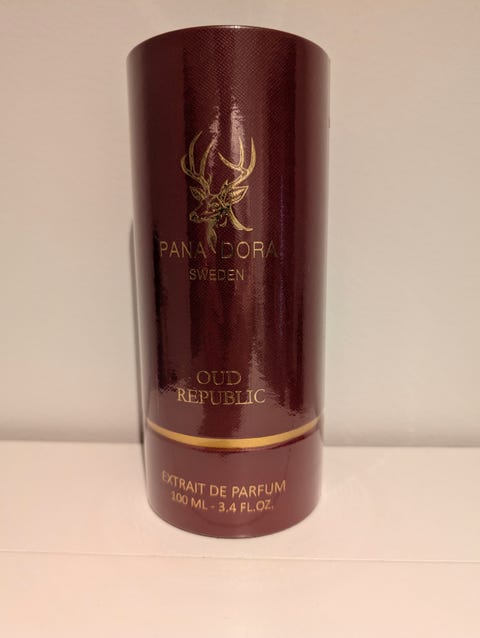 PANA DORA
SWEDEN
OUD
REPUBLIC
EXTRAIT DE PARFUM
100 ML - 3.4 FL.OZ.